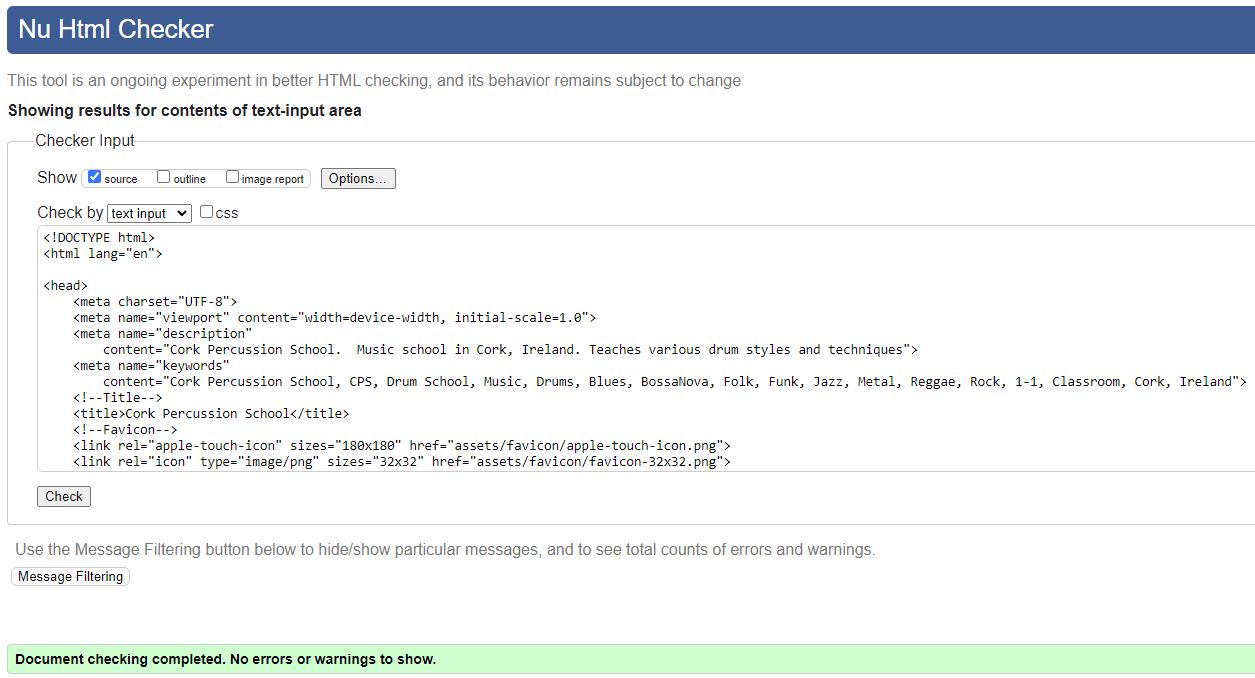 Nu Html Checker
This tool is an ongoing experiment in better HTML checking, and its behavior remains subject to change
Showing results for contents of text-input area
Checker Input
Show source outline image report Options...
Check by text input css
<!DOCTYPE html>
<html lang="en">
<head>
<meta charset="UTF-8">
<meta name="viewport" content="width=device-width, initial-scale=1.0">
<meta name="description"
content="Cork Percussion School.  Music school in Cork, Ireland. Teaches various drum styles and techniques">
<meta name="keywords"
content="Cork Percussion School, CPS, Drum School, Music, Drums, Blues, BossaNova, Folk, Funk, Jazz, Metal, Reggae, Rock, 1-1, Classroom, Cork, Ireland">
<!--Title-->
<title>Cork Percussion School</title>
<!--Favicon-->
<link rel="apple-touch-icon" sizes="180x180" href="assets/favicon/apple-touch-icon.png">
<link rel="icon" type="image/png" sizes="32x32" href="assets/favicon/favicon-32x32.png">
Check
Use the Message Filtering button below to hide/show particular messages, and to see total counts of errors and warnings.
Message Filtering
Document checking completed. No errors or warnings to show.